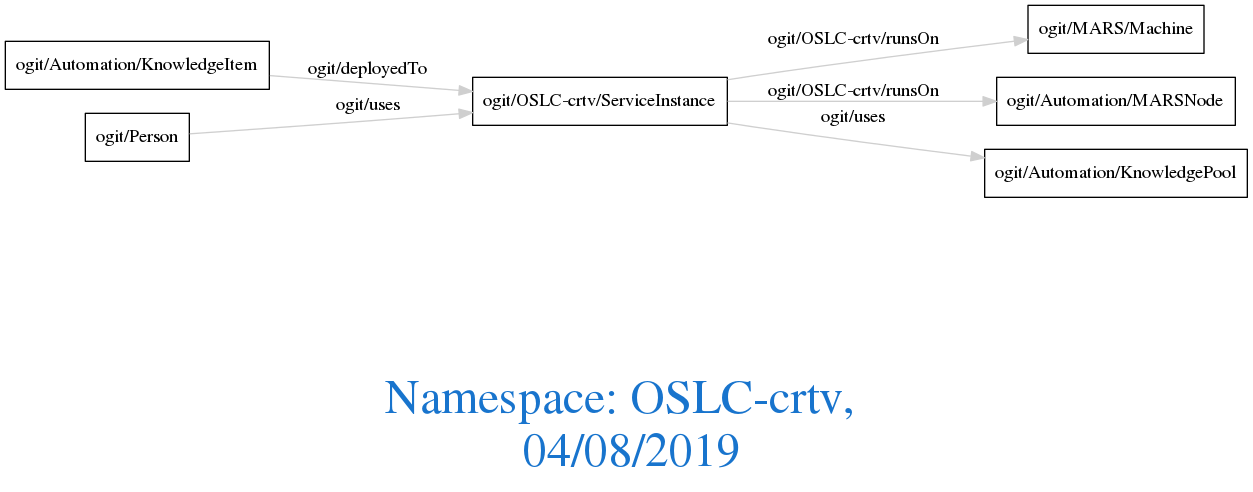 ogit/MARS/Machine
ogit/OSLC-crtv/runsOn
ogit/Automation/KnowledgeItem
ogit/deployedTo
ogit/OSLC-crtv/runsOn
ogit/uses
ogit/OSLC-crtv/ServiceInstance
ogit/Automation/MARSNode
ogit/uses
ogit/Person
ogit/Automation/KnowledgePool
Namespace: OSLC-crtv,
04/08/2019